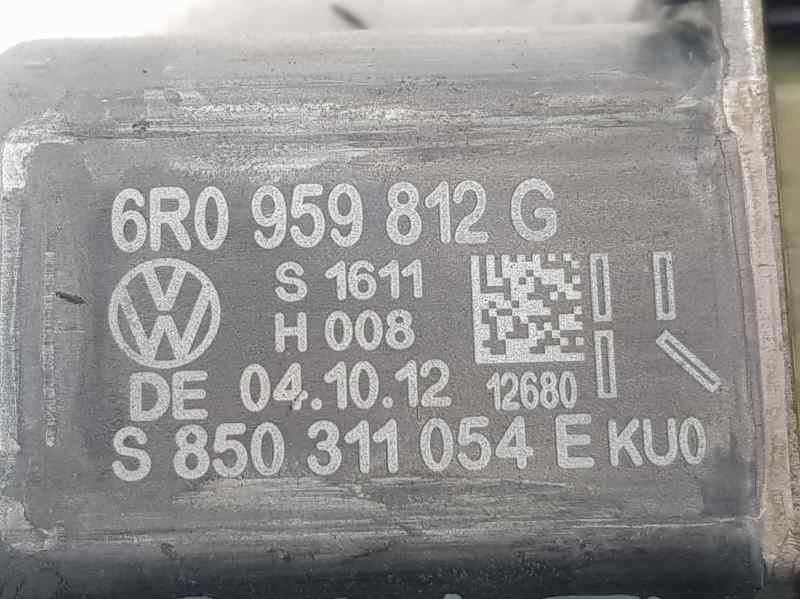 6R0 959 812 G
S 1611
H 008
DE 04.10.12 12680
S 850 311 054 E KU0